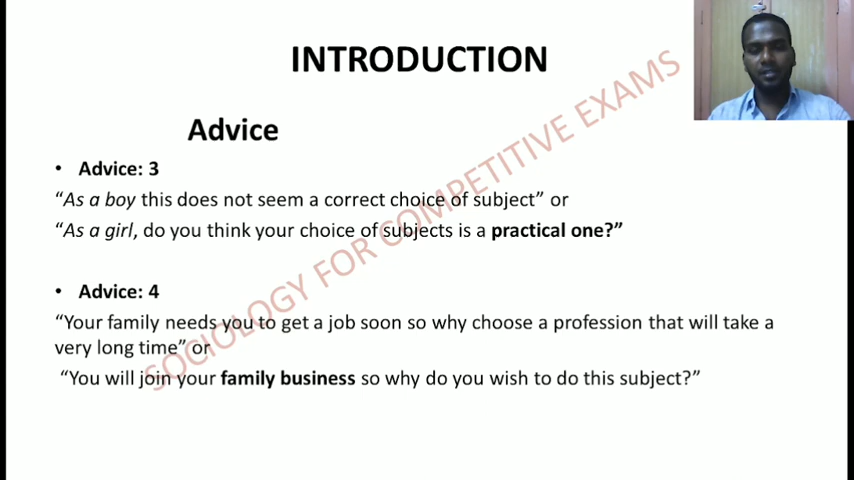 INTRODUCTION
Advice
• Advice: 3
“As a boy this does not seem a correct choice of subject” or
“As a girl, do you think your choice of subjects is a practical one?”
• Advice: 4
“Your family needs you to get a job soon so why choose a profession that will take a
very long time” or
“You will join your family business so why do you wish to do this subject?”
SOCIOLOGY FOR COMPETITIVE EXAMS